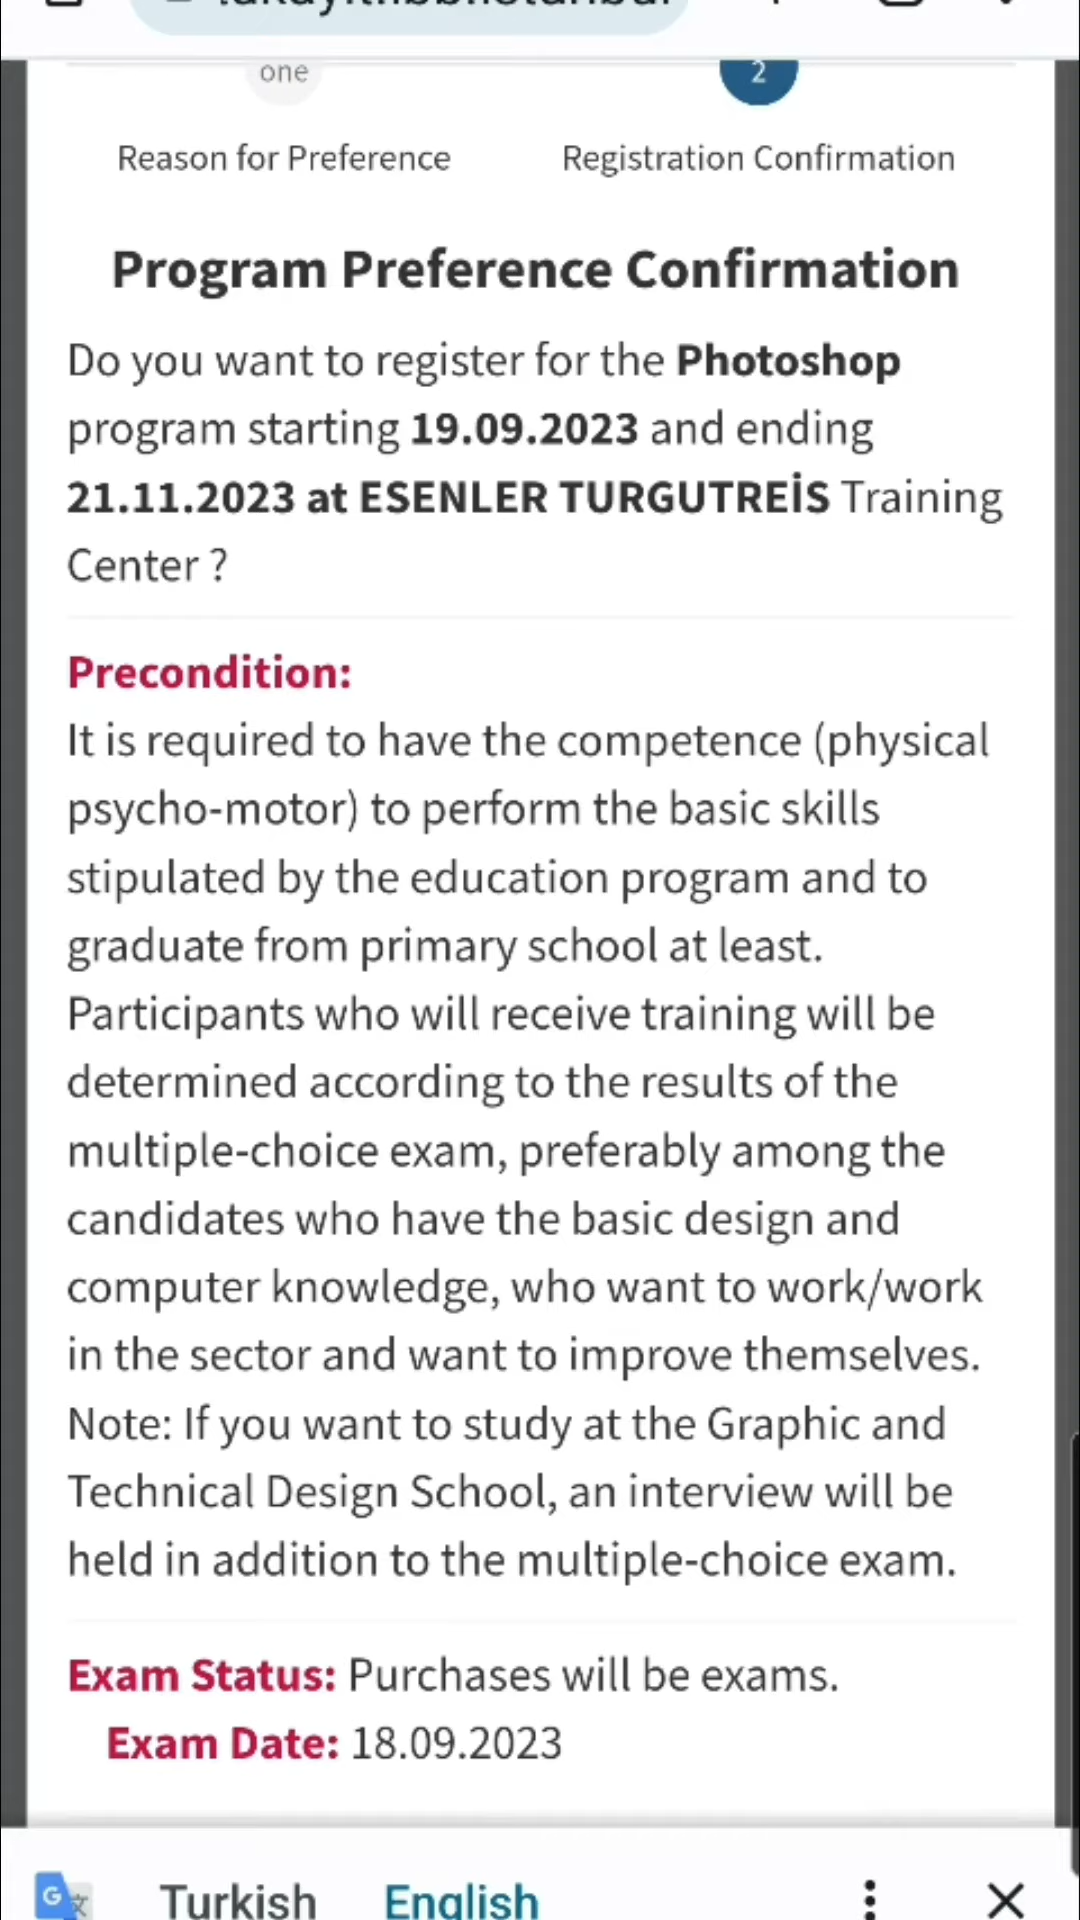 one
2
Reason for Preference
Registration Confirmation
Program Preference Confirmation
Do you want to register for the Photoshop
program starting 19.09.2023 and ending
21.11.2023 at ESENLER TURGUTREİS Training
Center ?
Precondition:
It is required to have the competence (physical
psycho-motor) to perform the basic skills
stipulated by the education program and to
graduate from primary school at least.
Participants who will receive training will be
determined according to the results of the
multiple-choice exam, preferably among the
candidates who have the basic design and
computer knowledge, who want to work/work
in the sector and want to improve themselves.
Note: If you want to study at the Graphic and
Technical Design School, an interview will be
held in addition to the multiple-choice exam.
Exam Status: Purchases will be exams.
Exam Date: 18.09.2023
G 文 Turkish English